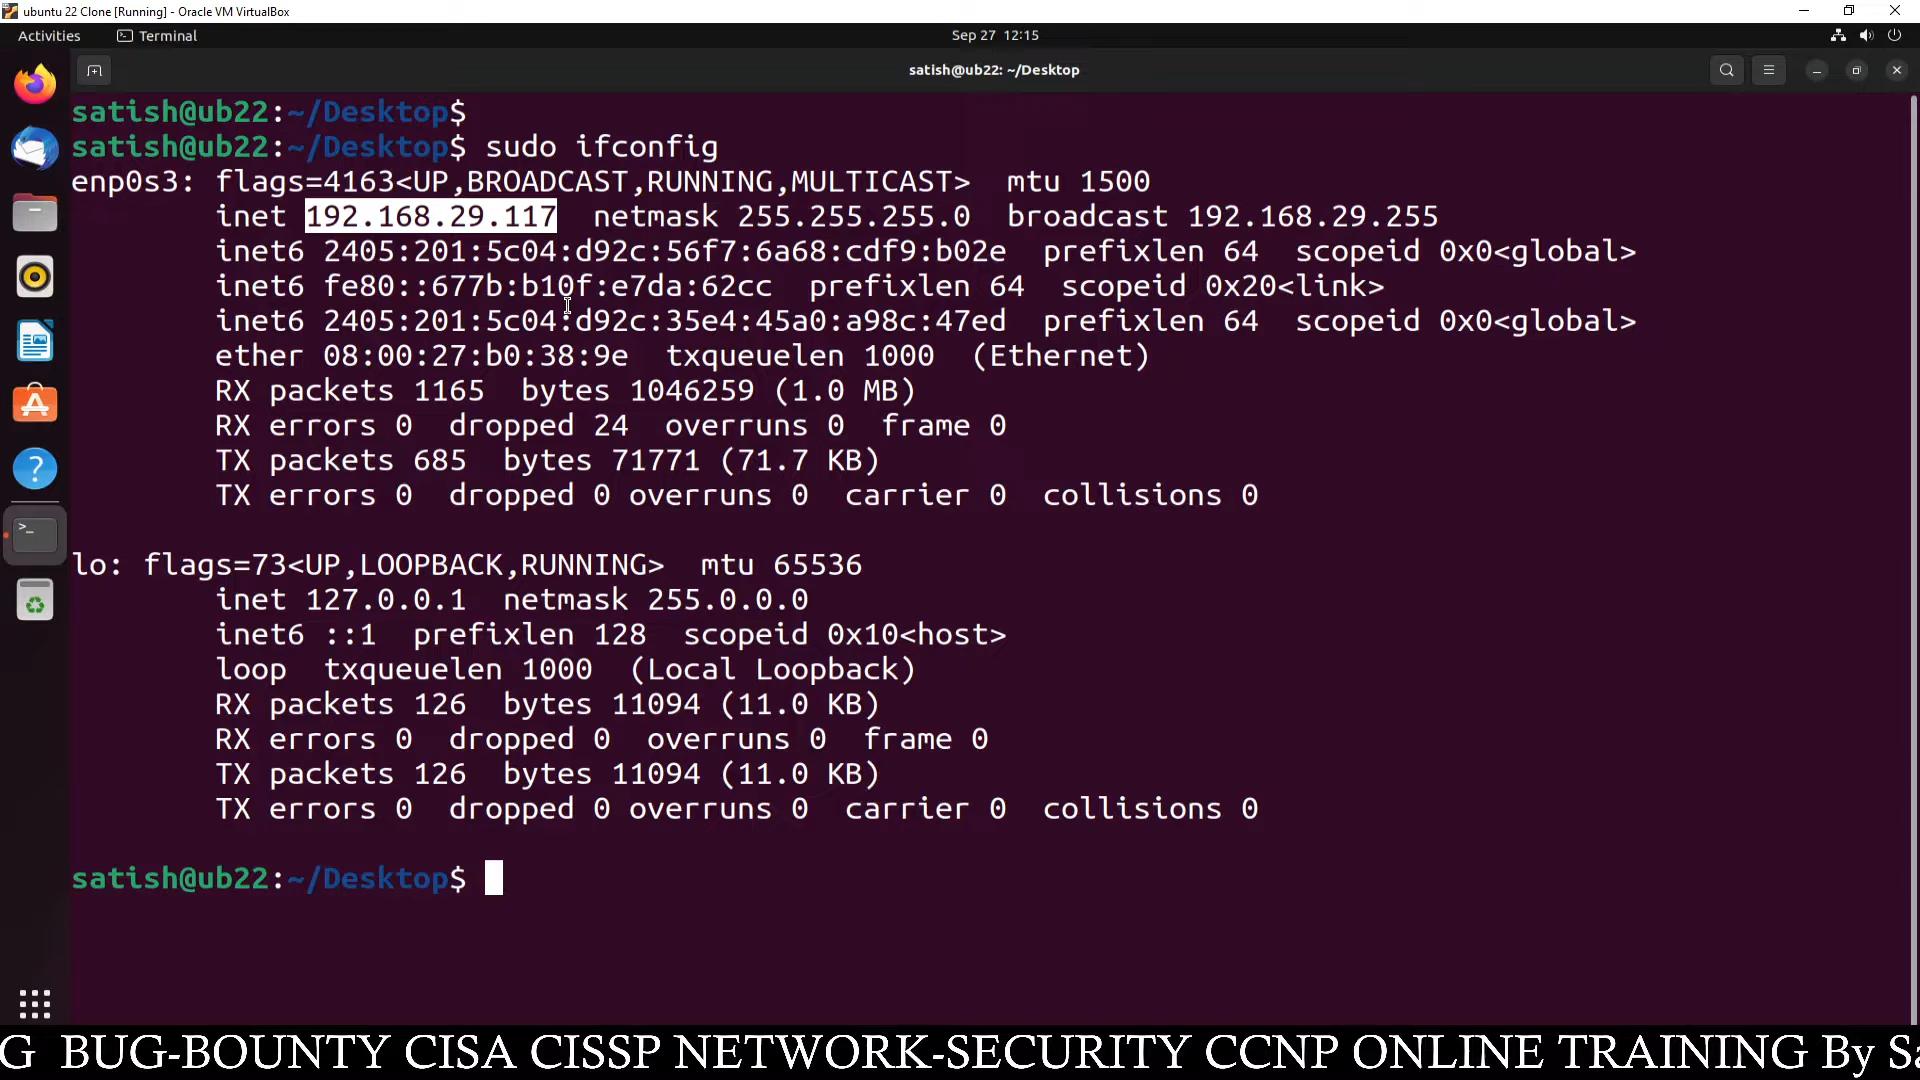 ubuntu 22 Clone [Running] - Oracle VM VirtualBox
Activities Terminal Sep 27 12:15
satish@ub22: ~/Desktop
satish@ub22:~/Desktop$
satish@ub22:~/Desktop$ sudo ifconfig
enp0s3: flags=4163<UP,BROADCAST,RUNNING,MULTICAST>  mtu 1500
        inet 192.168.29.117  netmask 255.255.255.0  broadcast 192.168.29.255
        inet6 2405:201:5c04:d92c:56f7:6a68:cdf9:b02e  prefixlen 64  scopeid 0x0<global>
        inet6 fe80::677b:b10f:e7da:62cc  prefixlen 64  scopeid 0x20<link>
        inet6 2405:201:5c04:d92c:35e4:45a0:a98c:47ed  prefixlen 64  scopeid 0x0<global>
        ether 08:00:27:b0:38:9e  txqueuelen 1000  (Ethernet)
        RX packets 1165  bytes 1046259 (1.0 MB)
        RX errors 0  dropped 24  overruns 0  frame 0
        TX packets 685  bytes 71771 (71.7 KB)
        TX errors 0  dropped 0 overruns 0  carrier 0  collisions 0
lo: flags=73<UP,LOOPBACK,RUNNING>  mtu 65536
        inet 127.0.0.1  netmask 255.0.0.0
        inet6 ::1  prefixlen 128  scopeid 0x10<host>
        loop  txqueuelen 1000  (Local Loopback)
        RX packets 126  bytes 11094 (11.0 KB)
        RX errors 0  dropped 0  overruns 0  frame 0
        TX packets 126  bytes 11094 (11.0 KB)
        TX errors 0  dropped 0 overruns 0  carrier 0  collisions 0
satish@ub22:~/Desktop$
G BUG-BOUNTY CISA CISSP NETWORK-SECURITY CCNP ONLINE TRAINING By Sa